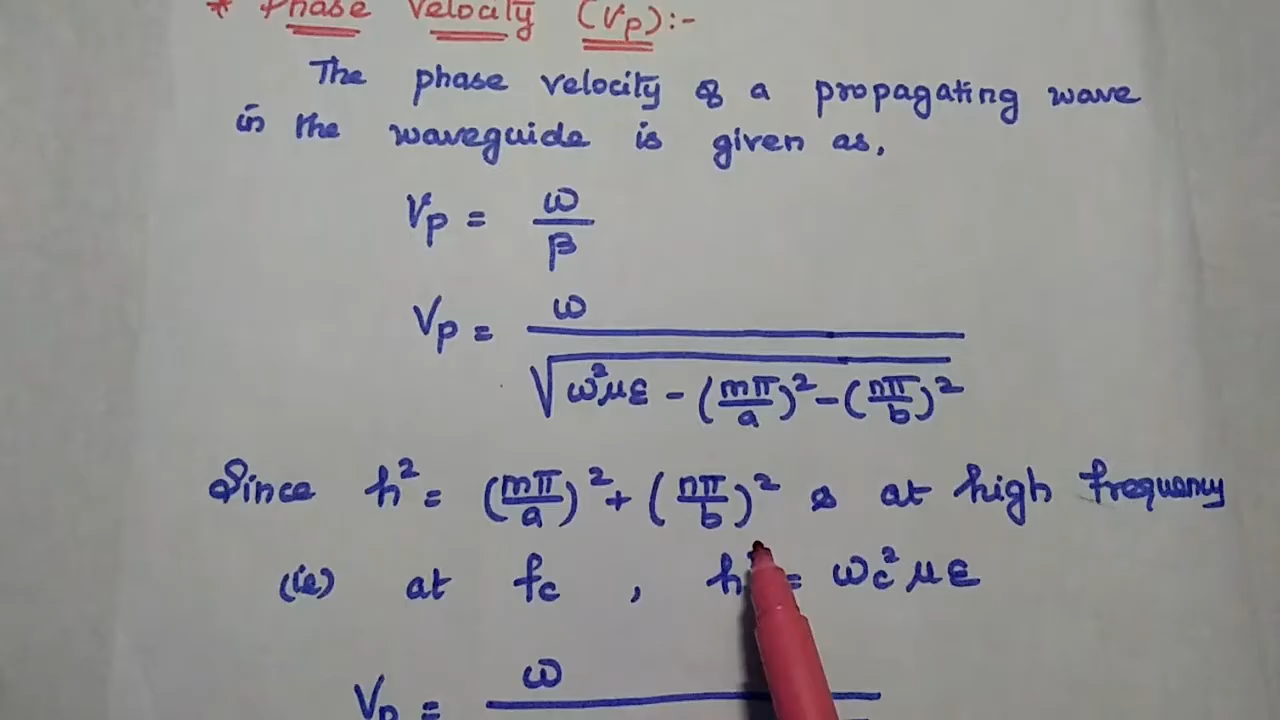 * Phase Velocity (Vp):-
The phase velocity of a propagating wave
in the waveguide is given as,
Vp = ω/β
Vp = ω/√(ω²με - (mπ/a)² - (nπ/b)²)
Since h² = (mπ/a)² + (nπ/b)² & at high frequency
(ie) at fc , h² = ωc²με
Vp = ω